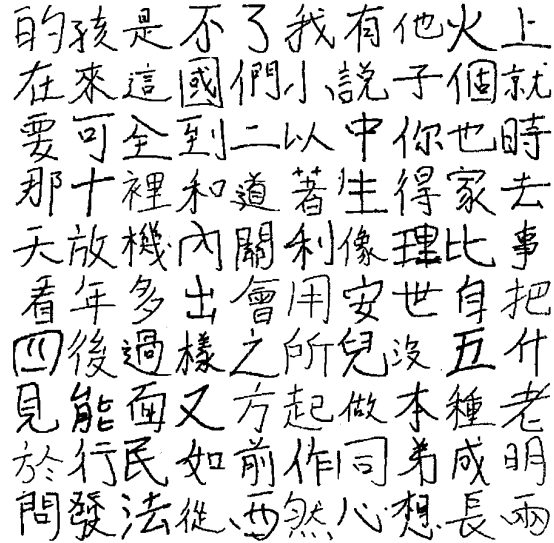 的孩是不了我有他火上
在來這國們小說子個就
要可全到二以中你也時
那十裡和道著生得家去
天放機內關利像理比事
看年多出會用安世自把
四後過樣之所兒沒五什
見能面又方起做本種老
於行民如前作同弟成明
問發法從西然心想長兩